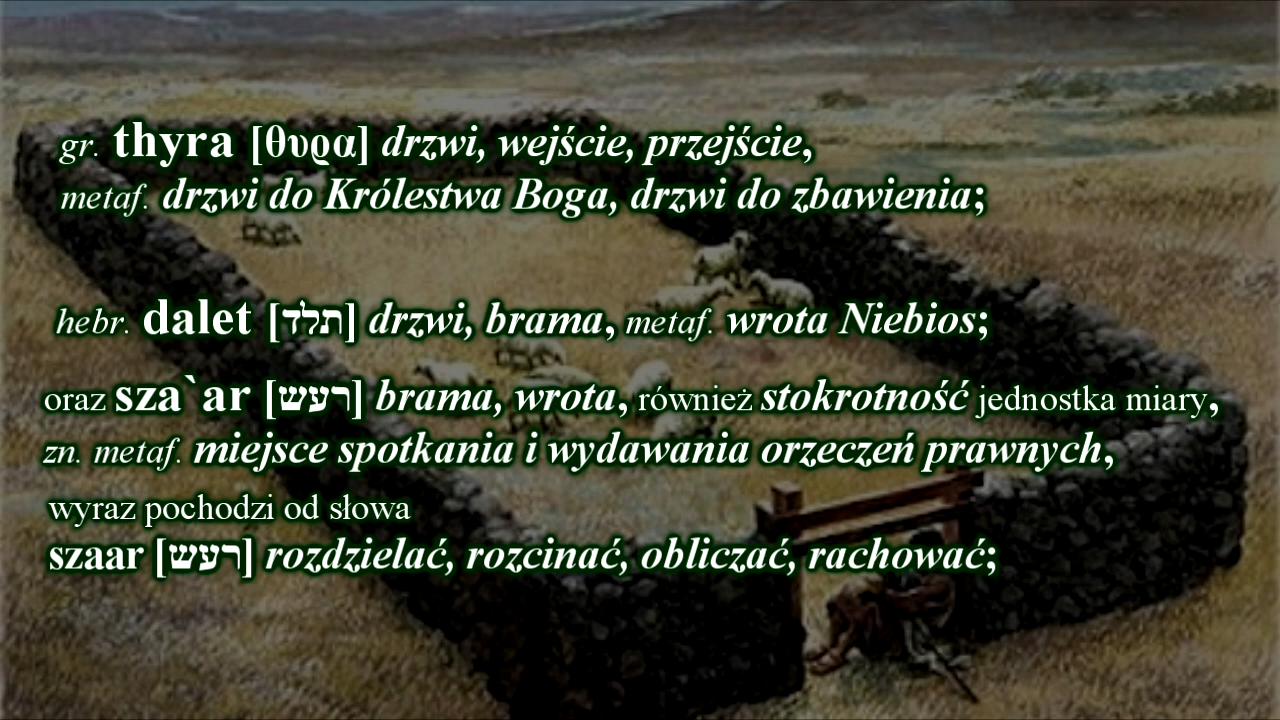 gr. thyra [θυρα] drzwi, wejście, przejście,
metaf. drzwi do Królestwa Boga, drzwi do zbawienia;
hebr. dalet [תלד] drzwi, brama, metaf. wrota Niebios;
oraz sza`ar [רעש] brama, wrota, również stokrotność jednostka miary,
zn. metaf. miejsce spotkania i wydawania orzeczeń prawnych,
wyraz pochodzi od słowa
szaar [רעש] rozdzielać, rozcinać, obliczać, rachować;